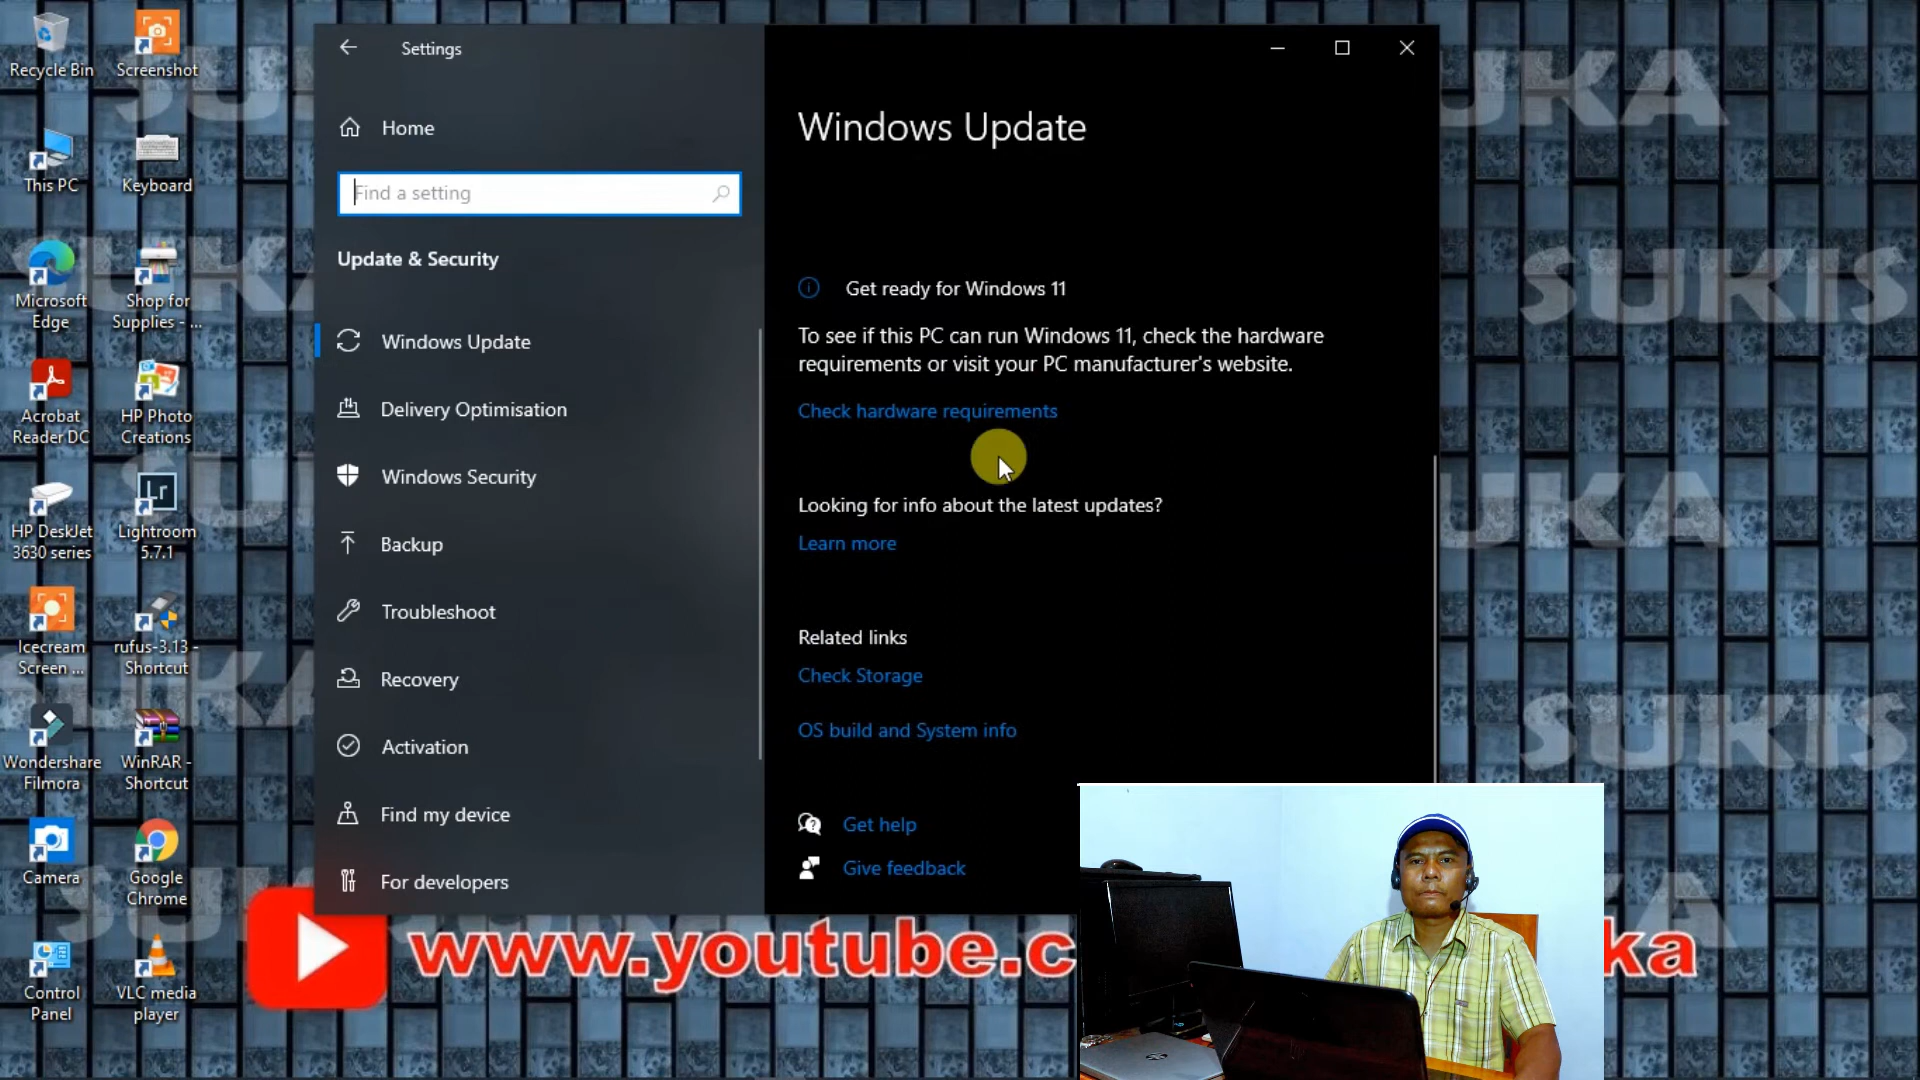 Recycle Bin
Screenshot
This PC
Keyboard
Microsoft
Edge
Shop for
Supplies - ...
Acrobat
Reader DC
HP Photo
Creations
HP DeskJet
3630 series
Lightroom
5.7.1
Icecream
Screen ...
rufus-3.13 -
Shortcut
Wondershare
Filmora
WinRAR -
Shortcut
Camera
Google
Chrome
Control
Panel
VLC media
player
Settings
Home
Find a setting
Update & Security
Windows Update
Delivery Optimisation
Windows Security
Backup
Troubleshoot
Recovery
Activation
Find my device
For developers
Windows Update
Get ready for Windows 11
To see if this PC can run Windows 11, check the hardware
requirements or visit your PC manufacturer's website.
Check hardware requirements
Looking for info about the latest updates?
Learn more
Related links
Check Storage
OS build and System info
Get help
Give feedback
UKA
SUKIS
UKA
SUKIS
www.youtube.c
ka